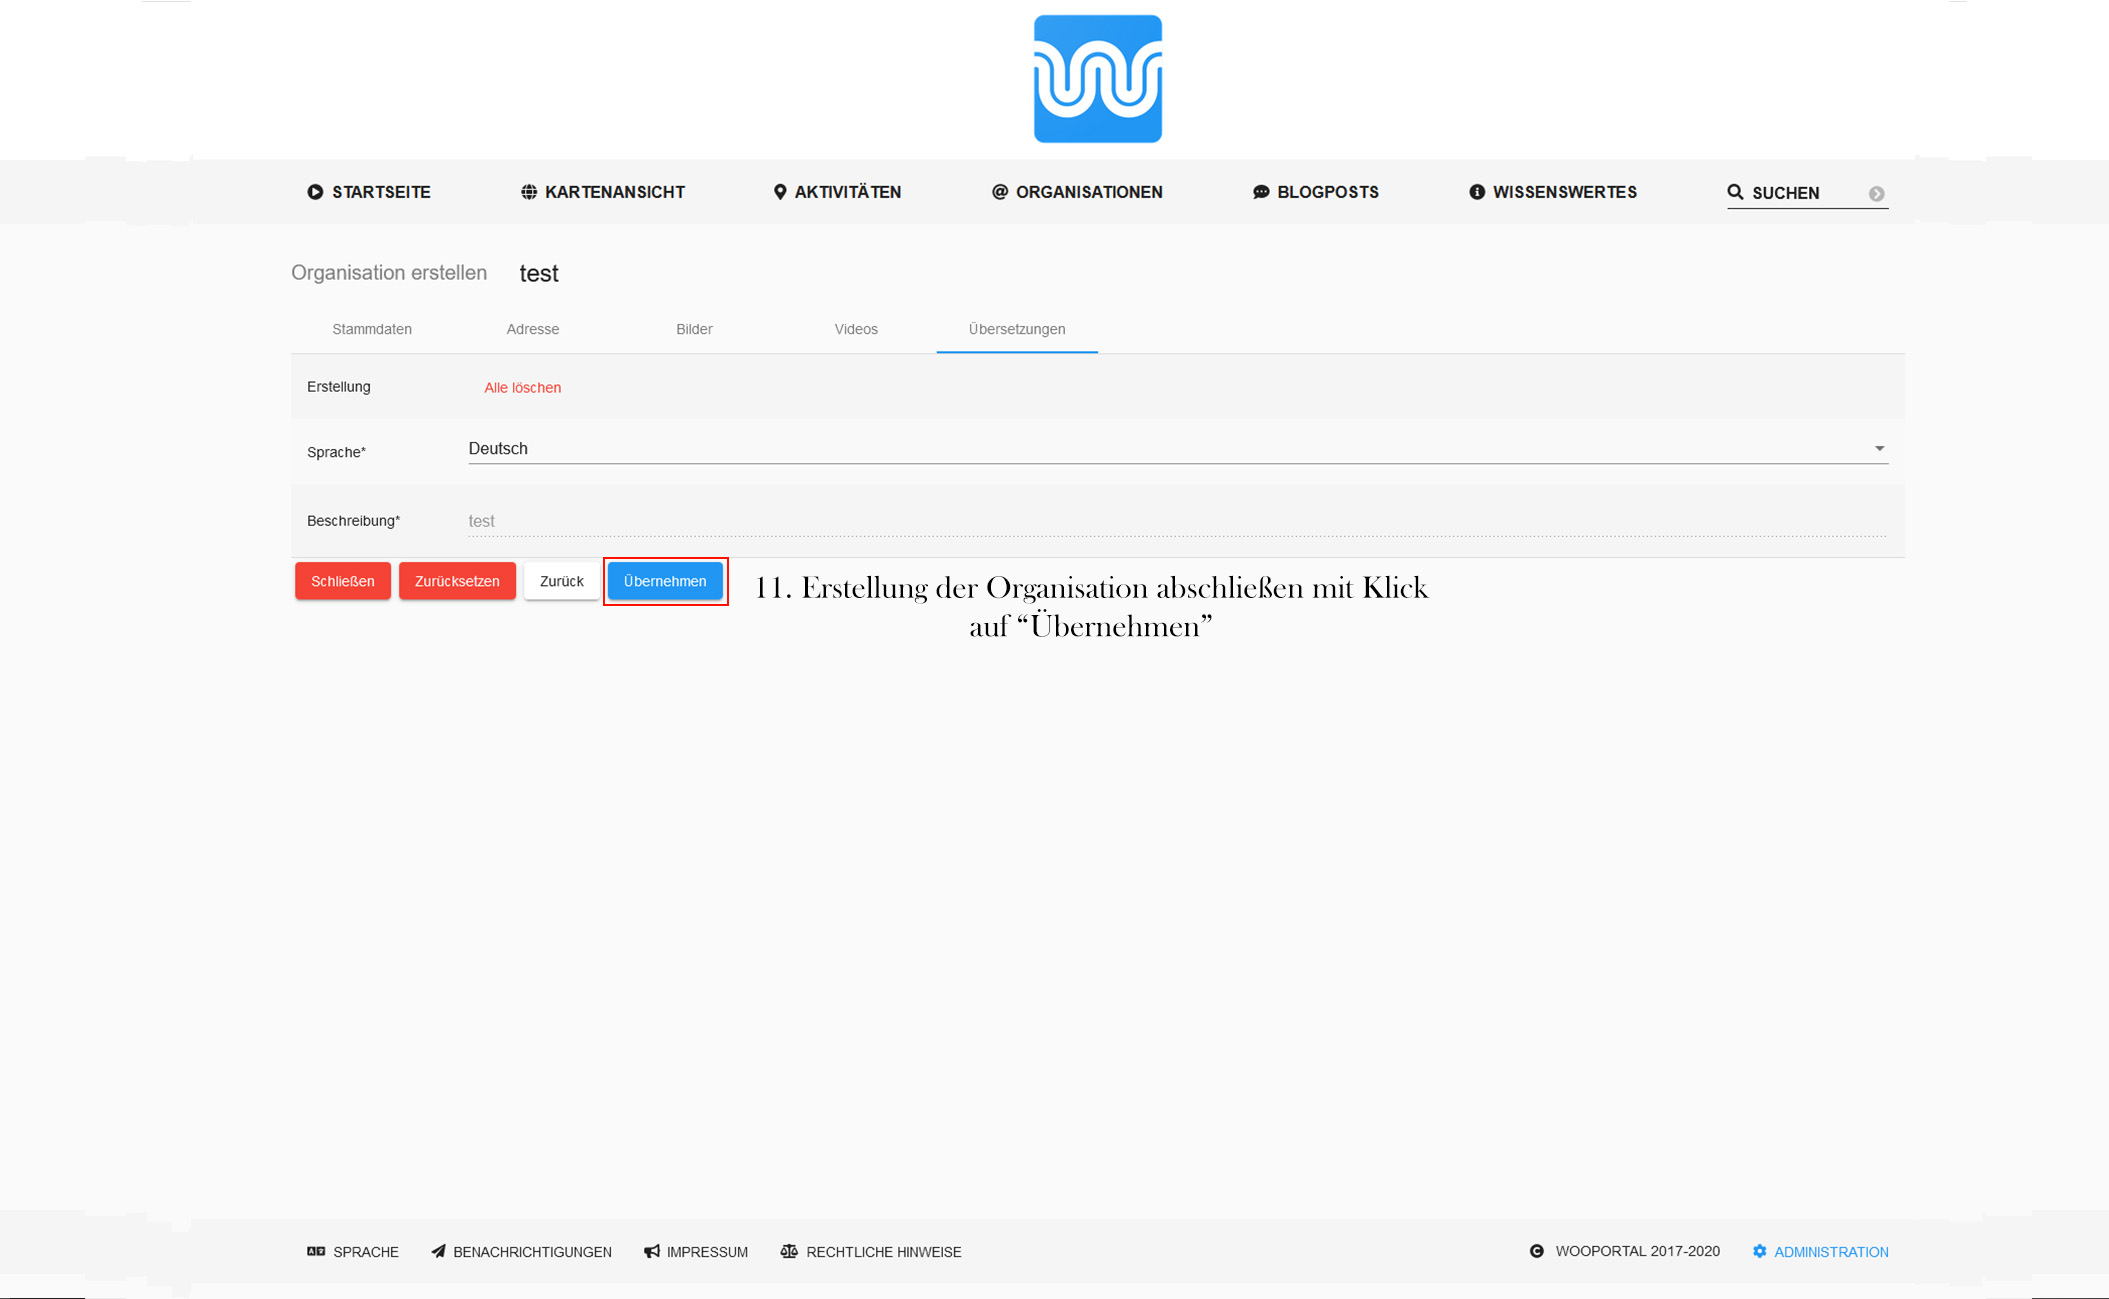 STARTSEITE KARTENANSICHT AKTIVITÄTEN ORGANISATIONEN BLOGPOSTS WISSENSWERTES SUCHEN
Organisation erstellen test
Stammdaten Adresse Bilder Videos Übersetzungen
Erstellung Alle löschen
Sprache* Deutsch
Beschreibung* test
Schließen Zurücksetzen Zurück Übernehmen
11. Erstellung der Organisation abschließen mit Klick
auf “Übernehmen”
SPRACHE BENACHRICHTIGUNGEN IMPRESSUM RECHTLICHE HINWEISE WOOPORTAL 2017-2020 ADMINISTRATION